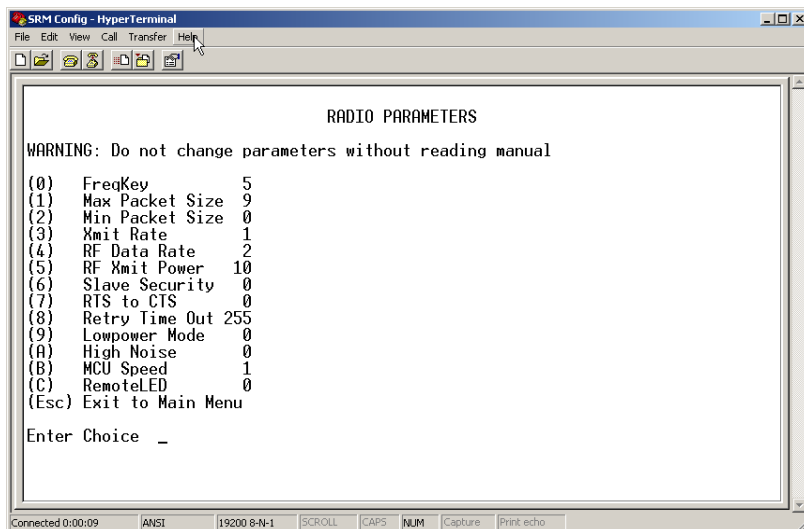 SRM Config - HyperTerminal
File Edit View Call Transfer Help
RADIO PARAMETERS
WARNING: Do not change parameters without reading manual
(0) FreqKey 5
(1) Max Packet Size 9
(2) Min Packet Size 0
(3) Xmit Rate 1
(4) RF Data Rate 2
(5) RF Xmit Power 10
(6) Slave Security 0
(7) RTS to CTS 0
(8) Retry Time Out 255
(9) Lowpower Mode 0
(A) High Noise 0
(B) MCU Speed 1
(C) RemoteLED 0
(Esc) Exit to Main Menu
Enter Choice _
Connected 0:00:09 ANSI 19200 8-N-1 SCROLL CAPS NUM Capture Print echo